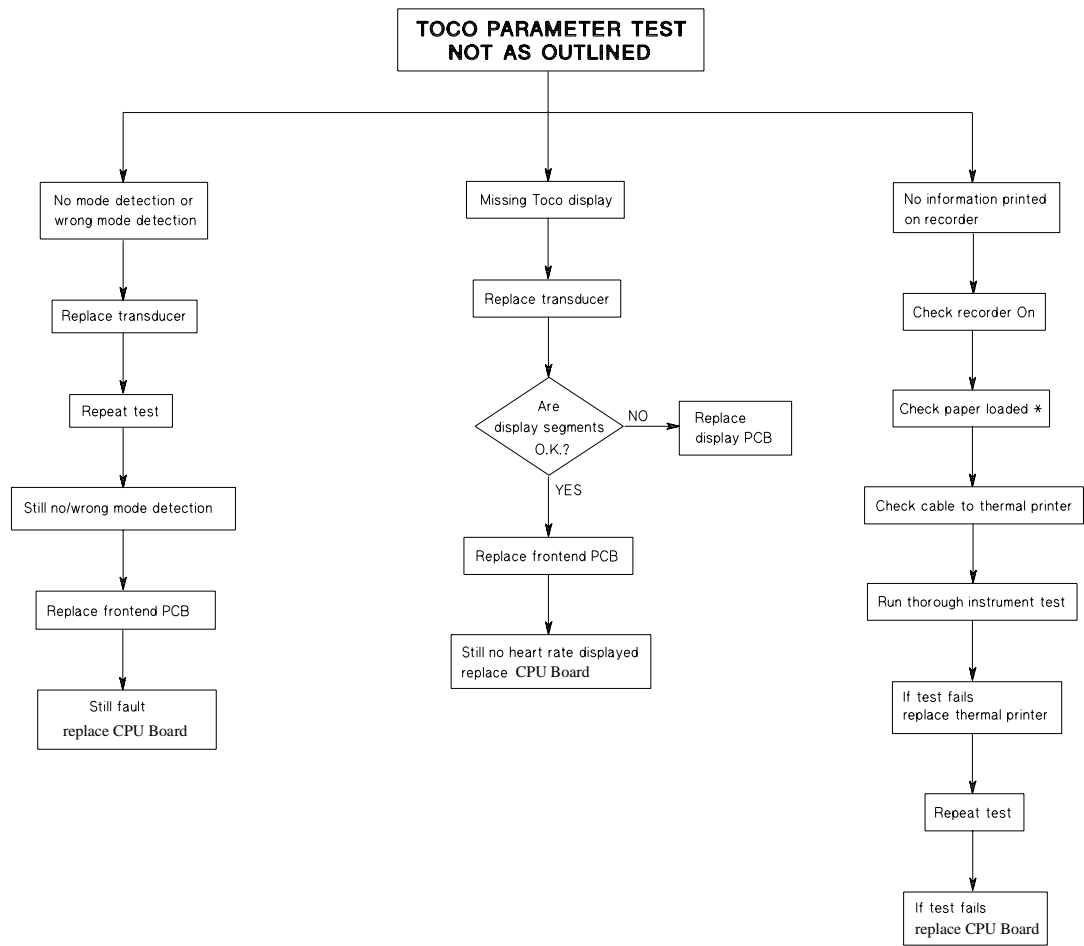 TOCO PARAMETER TEST
NOT AS OUTLINED
No mode detection or
wrong mode detection
Replace transducer
Repeat test
Still no/wrong mode detection
Replace frontend PCB
Still fault
replace CPU Board
Missing Toco display
Replace transducer
Are
display segments
O.K.?
NO
Replace
display PCB
YES
Replace frontend PCB
Still no heart rate displayed
replace CPU Board
No information printed
on recorder
Check recorder On
Check paper loaded *
Check cable to thermal printer
Run thorough instrument test
If test fails
replace thermal printer
Repeat test
If test fails
replace CPU Board